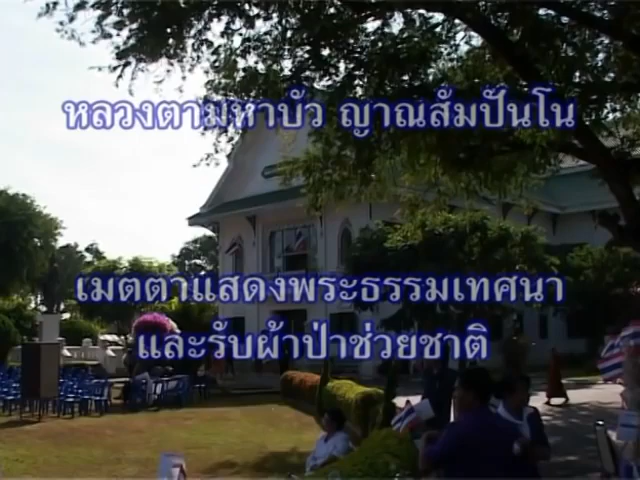 หลวงตามหาบัว ญาณสัมปันโน
เมตตาแสดงพระธรรมเทศนา
และรับผ้าป่าช่วยชาติ